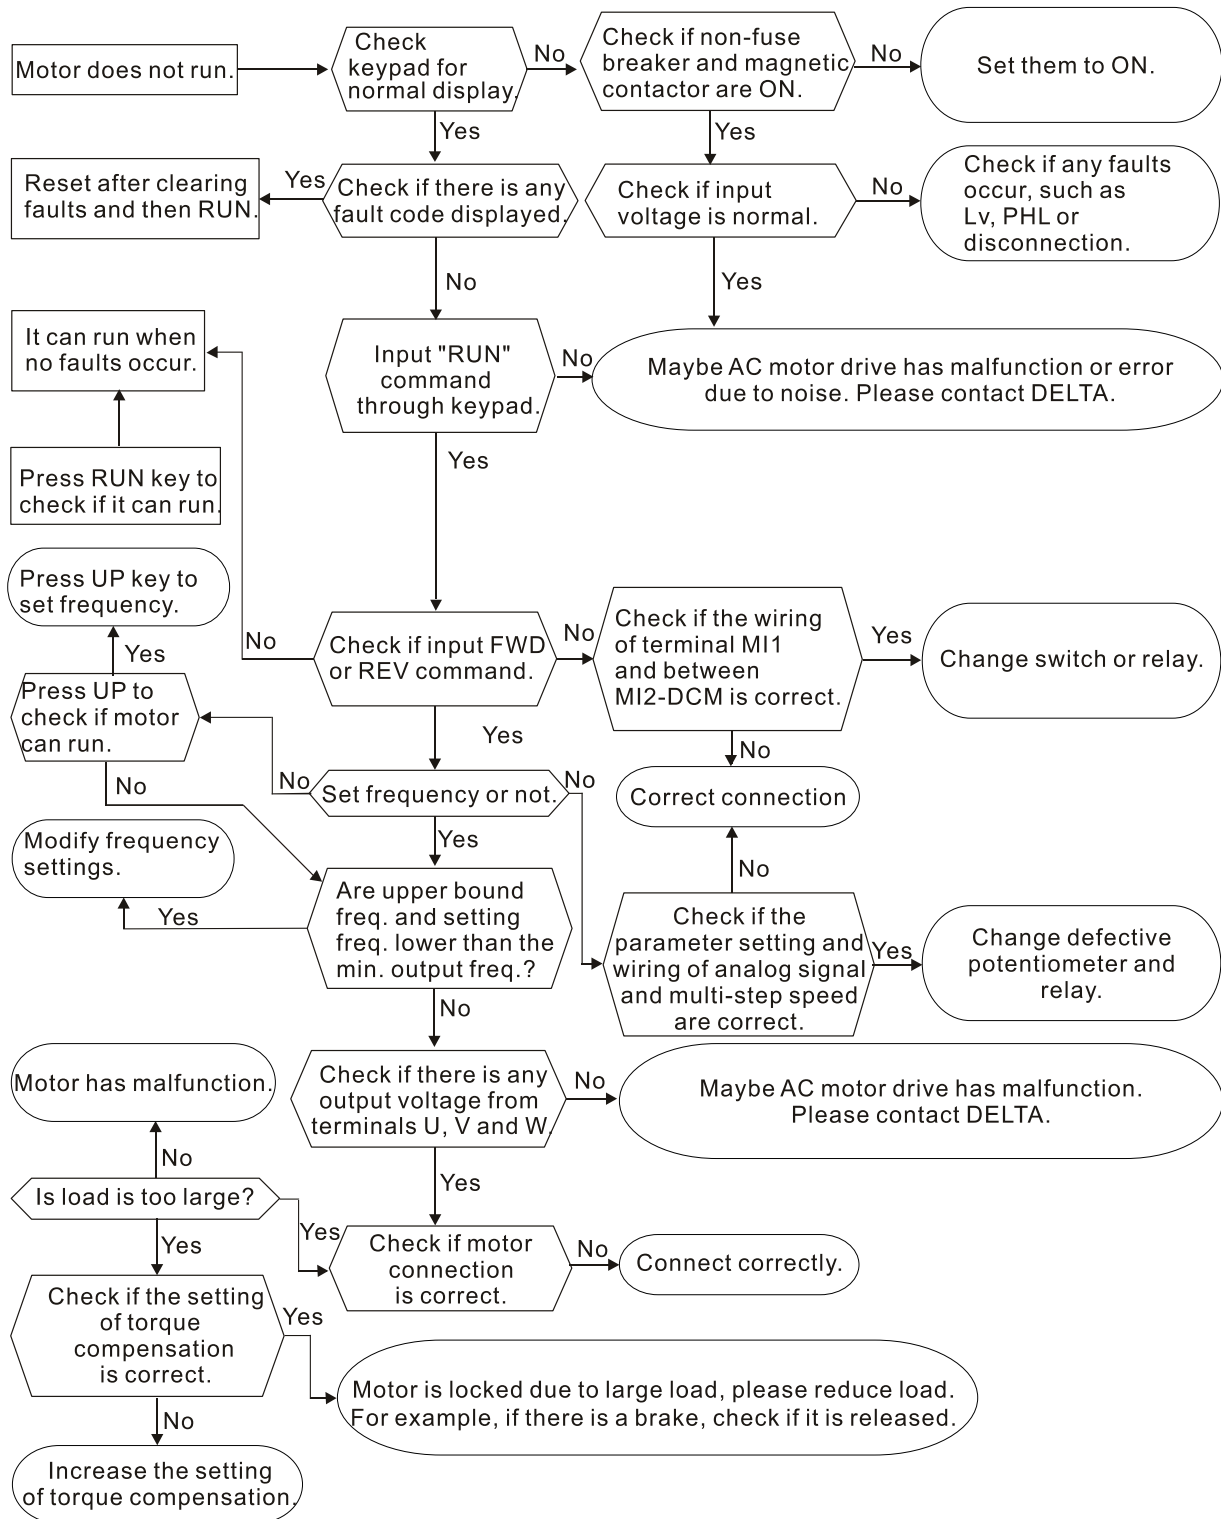 Motor does not run.
Check
keypad for
normal display.
No
Check if non-fuse
breaker and magnetic
contactor are ON.
No
Set them to ON.
Yes
Yes
Reset after clearing
faults and then RUN.
Yes
Check if there is any
fault code displayed.
Check if input
voltage is normal.
No
Check if any faults
occur, such as
Lv, PHL or
disconnection.
No
Yes
It can run when
no faults occur.
Input "RUN"
command
through keypad.
No
Maybe AC motor drive has malfunction or error
due to noise. Please contact DELTA.
Yes
Press RUN key to
check if it can run.
Press UP key to
set frequency.
Yes
No
Check if input FWD
or REV command.
No
Check if the wiring
of terminal MI1
and between
MI2-DCM is correct.
Yes
Change switch or relay.
Press UP to
check if motor
can run.
Yes
No
No
No
Set frequency or not.
No
Correct connection
Yes
Modify frequency
settings.
Yes
Are upper bound
freq. and setting
freq. lower than the
min. output freq.?
No
Check if the
parameter setting and
wiring of analog signal
and multi-step speed
are correct.
Yes
Change defective
potentiometer and
relay.
No
Motor has malfunction.
Check if there is any
output voltage from
terminals U, V and W.
No
Maybe AC motor drive has malfunction.
Please contact DELTA.
No
Yes
Is load is too large?
Yes
Yes
Check if motor
connection
is correct.
No
Connect correctly.
Check if the setting
of torque
compensation
is correct.
Yes
Motor is locked due to large load, please reduce load.
For example, if there is a brake, check if it is released.
No
Increase the setting
of torque compensation.